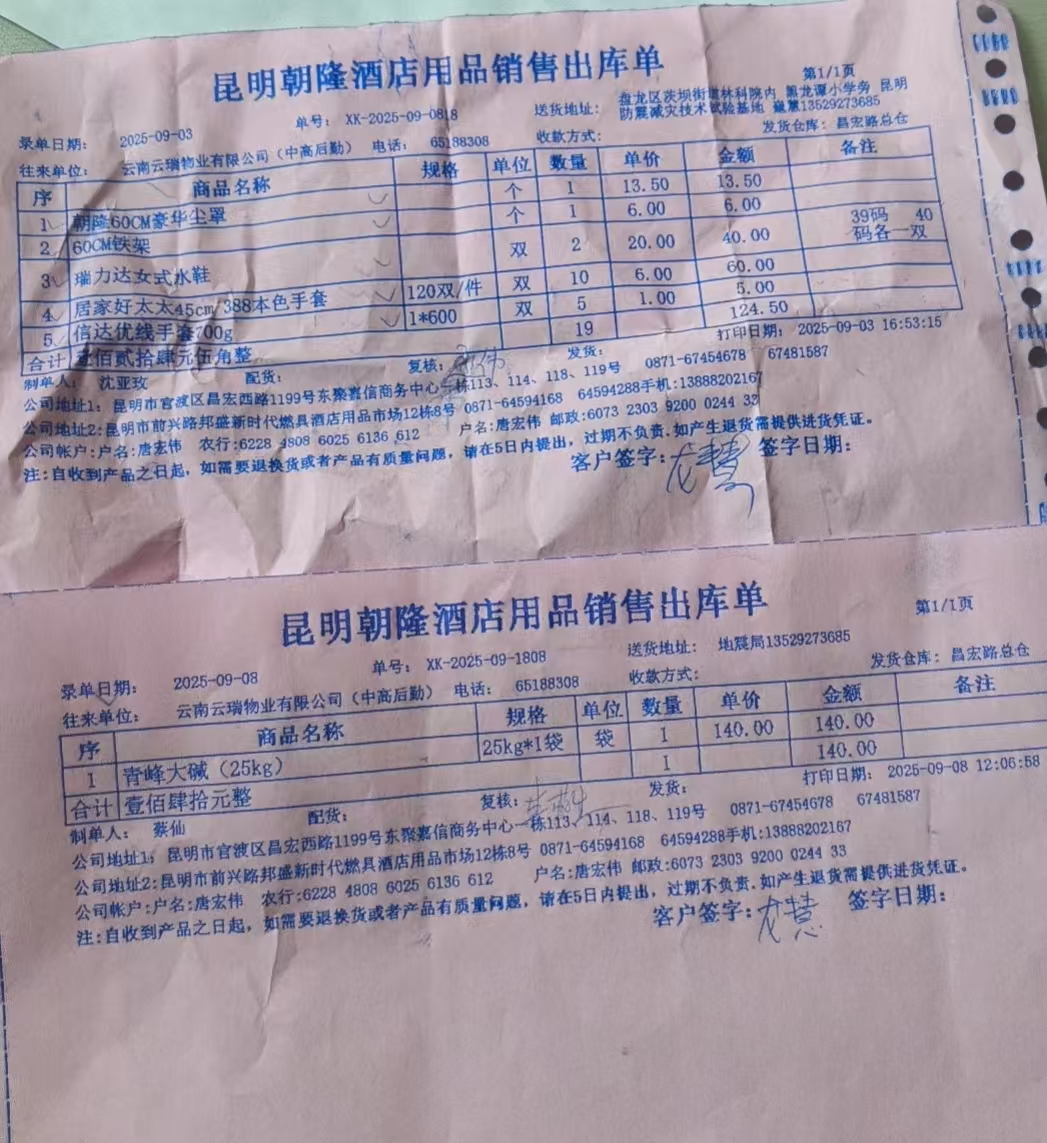 昆明朝隆酒店用品销售出库单
第1/1页
录单日期： 2025-09-03 单号： XK-2025-09-0818 送货地址： 盘龙区茨坝街道林科院内 黑龙潭小学旁 昆明
防震减灾技术试验基地 13529273685
往来单位： 云南云瑞物业有限公司（中高后勤） 电话： 65188308 收款方式： 发货仓库：昌宏路总仓
序 商品名称 规格 单位 数量 单价 金额 备注
1 朝隆60CM豪华尘罩 个 1 13.50 13.50
2 60CM铁架 个 1 6.00 6.00
3 瑞力达女式水鞋 双 2 20.00 40.00 39码 40码各一双
4 居家好太太45cm/388本色手套 120双/件 双 10 6.00 60.00
5 信达优线手套700g 1*600 双 5 1.00 5.00
合计 壹佰贰拾肆元伍角整 19 124.50
制单人： 沈亚玫 配货： 复核： 发货： 打印日期： 2025-09-03 16:53:15
公司地址1：昆明市官渡区昌宏西路1199号东聚嘉信商务中心一栋113、114、118、119号 0871-67454678 67481587
公司地址2:昆明市前兴路邦盛新时代燃具酒店用品市场12栋8号 0871-64594168 64594288手机:13888202167
公司帐户:户名:唐宏伟 农行:6228 4808 6025 6136 612 户名:唐宏伟 邮政:6073 2303 9200 0244 33
注:自收到产品之日起，如需要退换货或者产品有质量问题，请在5日内提出，过期不负责.如产生退货需提供进货凭证。
客户签字：龙慧 签字日期：
昆明朝隆酒店用品销售出库单
第1/1页
录单日期： 2025-09-08 单号： XK-2025-09-1808 送货地址： 地震局13529273685
往来单位： 云南云瑞物业有限公司（中高后勤） 电话： 65188308 收款方式： 发货仓库：昌宏路总仓
序 商品名称 规格 单位 数量 单价 金额 备注
1 青峰大碱（25kg） 25kg*1袋 袋 1 140.00 140.00
合计 壹佰肆拾元整 1 140.00
制单人： 蔡仙 配货： 复核： 发货： 打印日期： 2025-09-08 12:06:58
公司地址1：昆明市官渡区昌宏西路1199号东聚嘉信商务中心一栋113、114、118、119号 0871-67454678 67481587
公司地址2:昆明市前兴路邦盛新时代燃具酒店用品市场12栋8号 0871-64594168 64594288手机:13888202167
公司帐户:户名:唐宏伟 农行:6228 4808 6025 6136 612 户名:唐宏伟 邮政:6073 2303 9200 0244 33
注:自收到产品之日起，如需要退换货或者产品有质量问题，请在5日内提出，过期不负责.如产生退货需提供进货凭证。
客户签字：龙慧 签字日期：